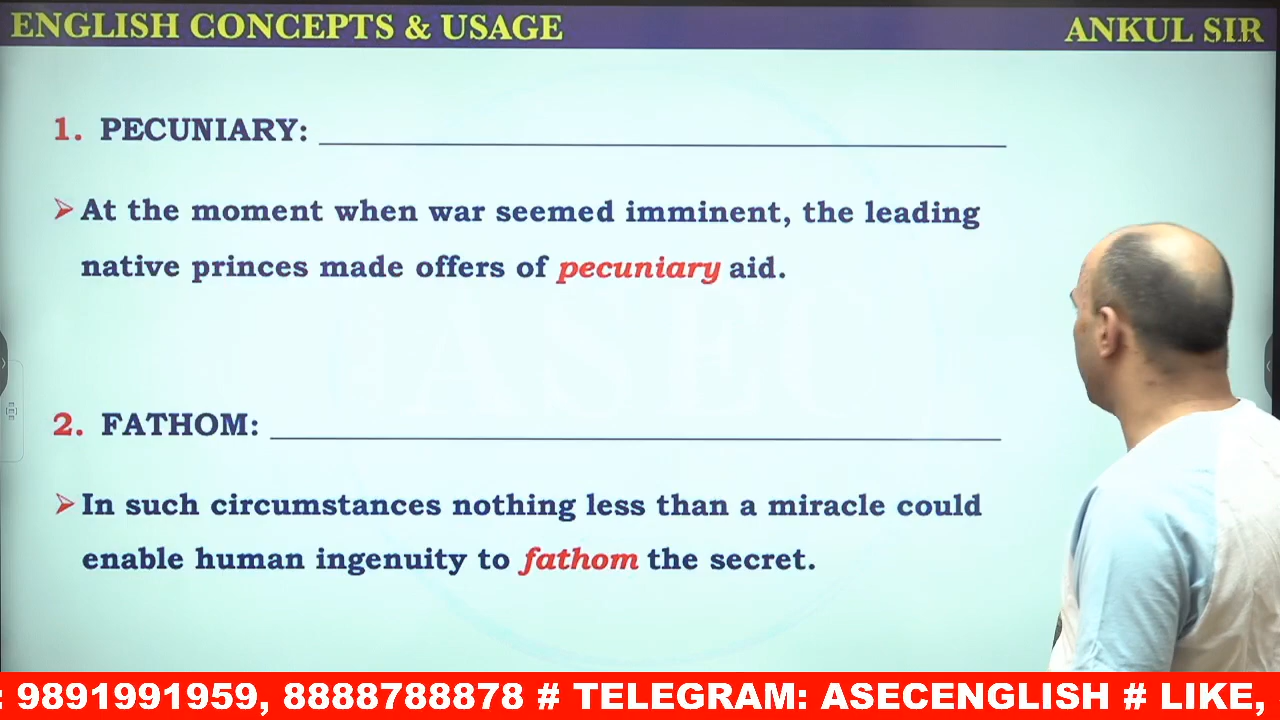 ENGLISH CONCEPTS & USAGE
ANKUL SIR
1. PECUNIARY:
At the moment when war seemed imminent, the leading
native princes made offers of pecuniary aid.
2. FATHOM:
In such circumstances nothing less than a miracle could
enable human ingenuity to fathom the secret.
: 9891991959, 8888788878 # TELEGRAM: ASECENGLISH # LIKE,